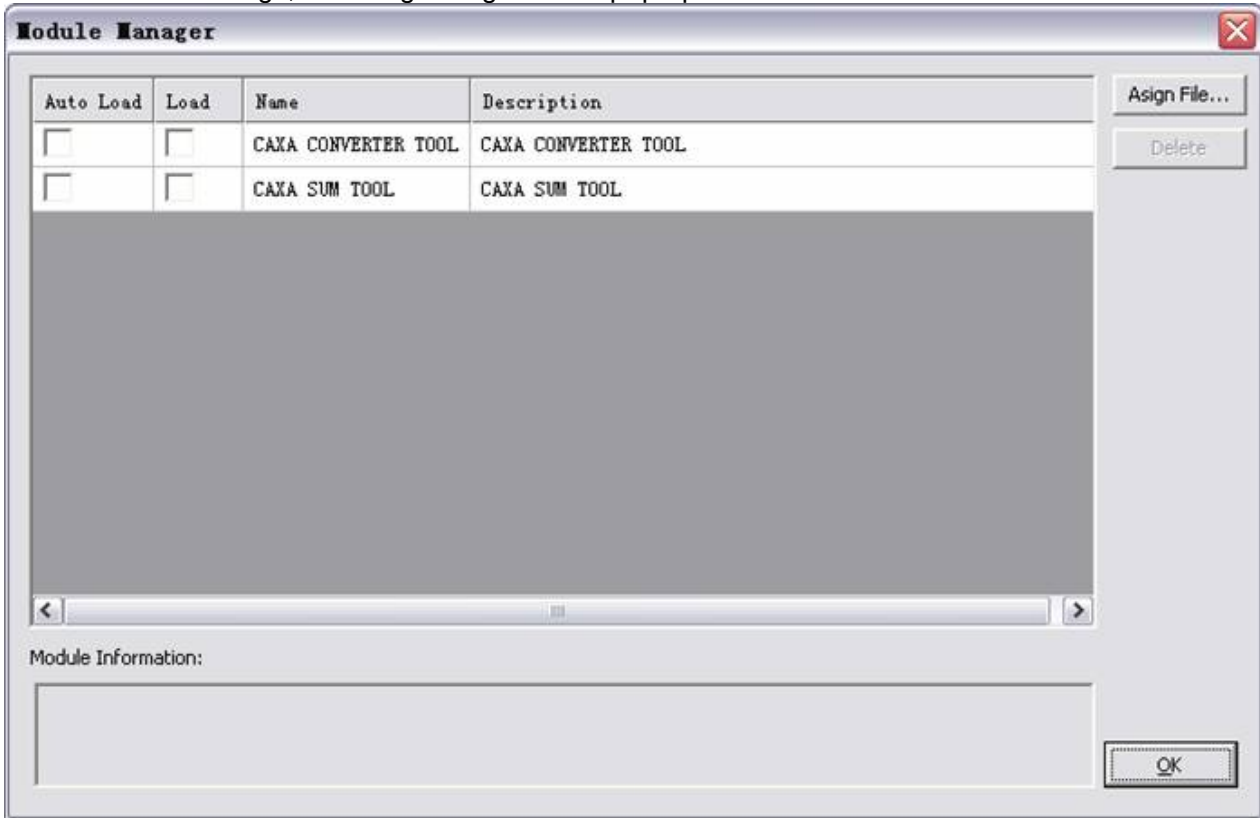 Module Manager
Auto Load Load Name Description
CAXA CONVERTER TOOL CAXA CONVERTER TOOL
CAXA SUM TOOL CAXA SUM TOOL
Asign File...
Delete
Module Information:
OK